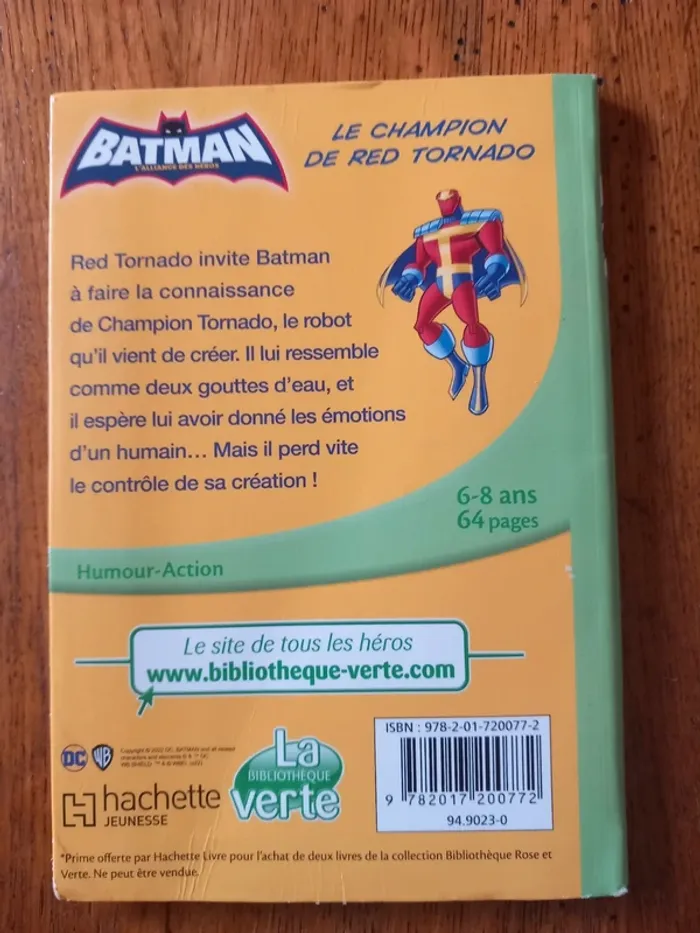 BATMAN
L'ALLIANCE DES HÉROS
LE CHAMPION
DE RED TORNADO
Red Tornado invite Batman
à faire la connaissance
de Champion Tornado, le robot
qu'il vient de créer. Il lui ressemble
comme deux gouttes d'eau, et
il espère lui avoir donné les émotions
d'un humain... Mais il perd vite
le contrôle de sa création !
6-8 ans
64 pages
Humour-Action
Le site de tous les héros
www.bibliotheque-verte.com
ISBN : 978-2-01-720077-2
9 782017 200772
94.9023-0
DC
WB
La
BIBLIOTHÈQUE
verte
hachette
JEUNESSE
*Prime offerte par Hachette Livre pour l'achat de deux livres de la collection Bibliothèque Rose et
Verte. Ne peut être vendue.